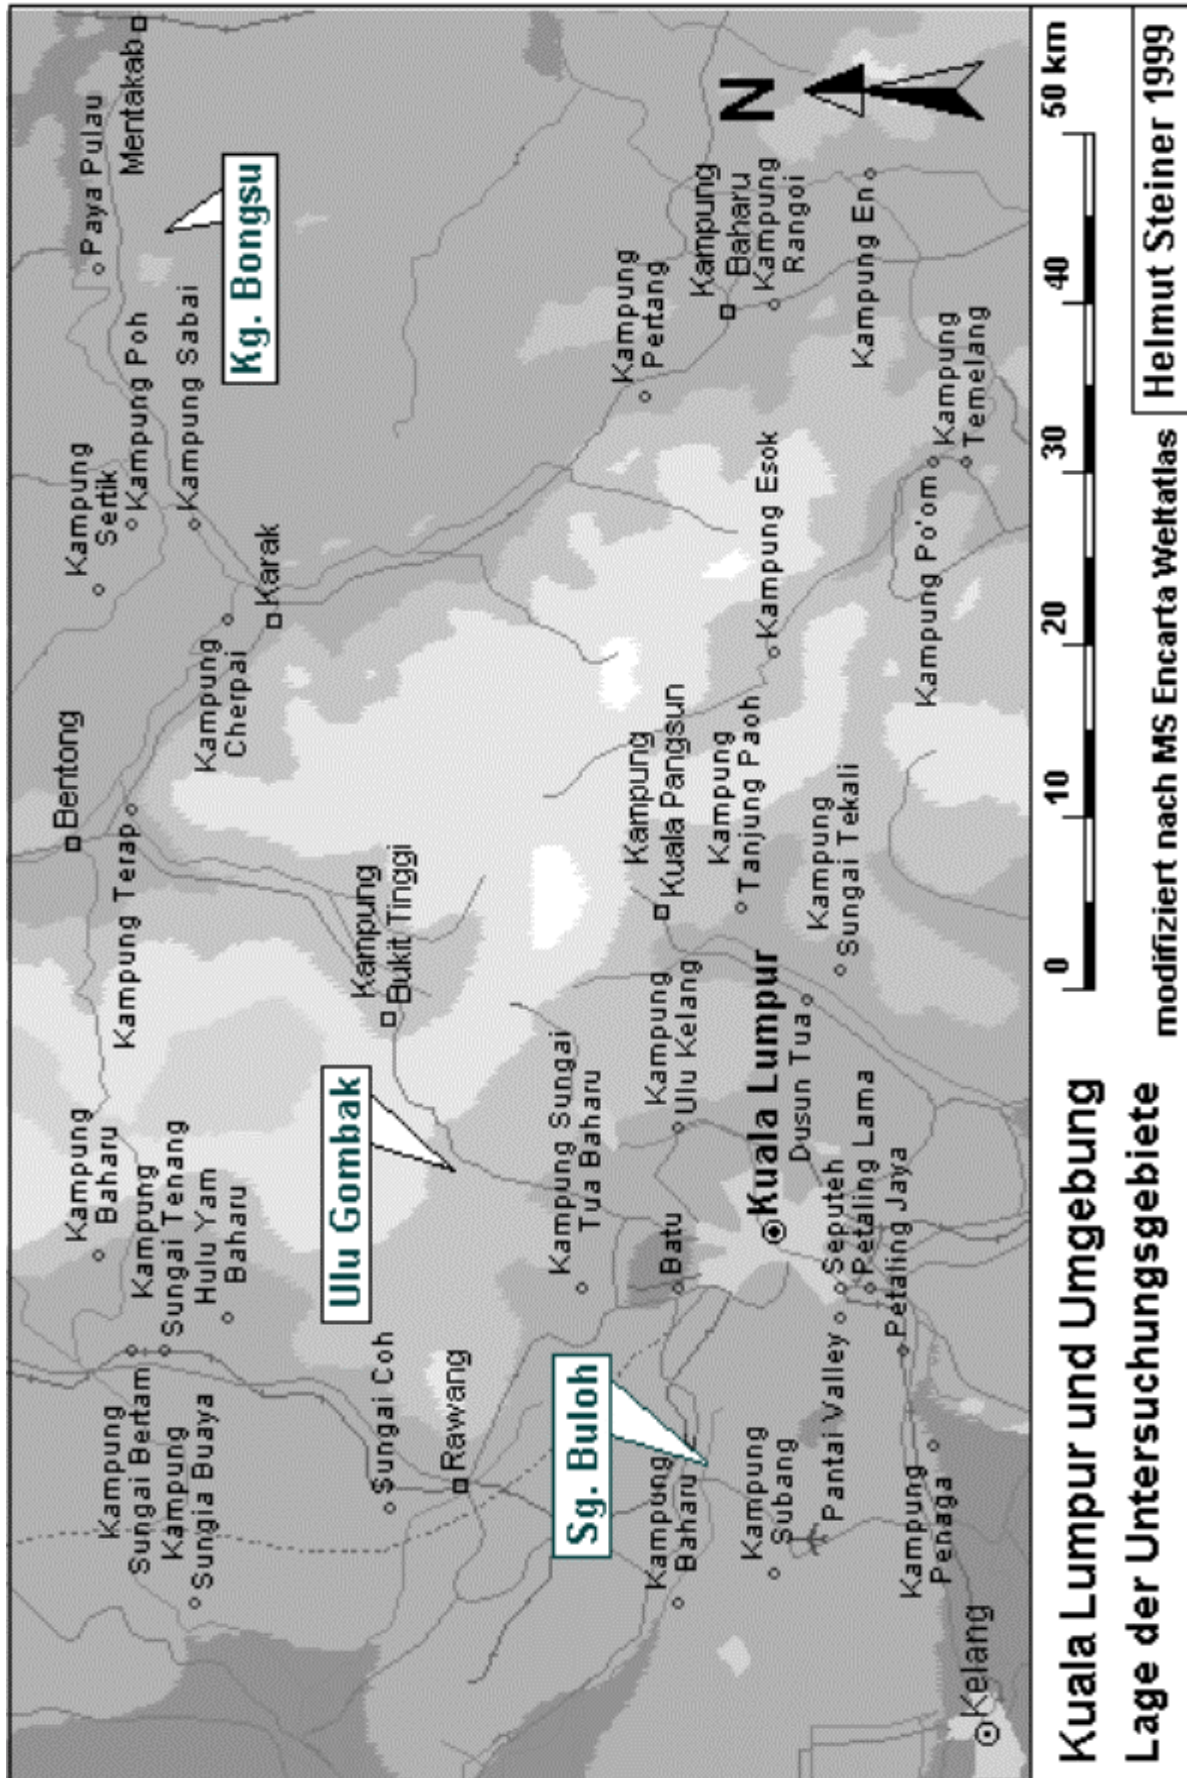 Kampung
Baharu
Kampung
Sungai Tenang
Hulu Yam
Baharu
Kampung
Sungai Bertam
Kampung
Sungia Buaya
Sungai Coh
Rawang
Ulu Gombak
Kampung Terap
Bentong
Kampung
Bukit Tinggi
Kampung
Cherpai
Karak
Kampung
Sertik
Kampung Poh
Kampung Sabai
Paya Pulau
Mentakab
Kg. Bongsu
Sg. Buloh
Kampung Sungai
Tua Baharu
Batu
Kampung
Ulu Kelang
Kampung
Kuala Pangsun
Kampung
Tanjung Paoh
Kampung
Pertang
Kampung
Baharu
Kampung
Rangoi
N
Kampung
Baharu
Kampung
Subang
Kuala Lumpur
Dusun Tua
Kampung Esok
Pantai Valley
Seputeh
Petaling Lama
Petaling Jaya
Kampung
Sungai Tekali
Kampung En
Kampung
Penaga
Kelang
Kampung Po'om
Kampung
Temelang
0 10 20 30 40 50 km
Kuala Lumpur und Umgebung
Lage der Untersuchungsgebiete
modifiziert nach MS Encarta Weltatlas
Helmut Steiner 1999